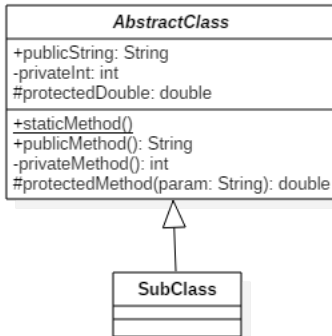 AbstractClass
+publicString: String
-privateInt: int
#protectedDouble: double
+staticMethod()
+publicMethod(): String
-privateMethod(): int
#protectedMethod(param: String): double
SubClass